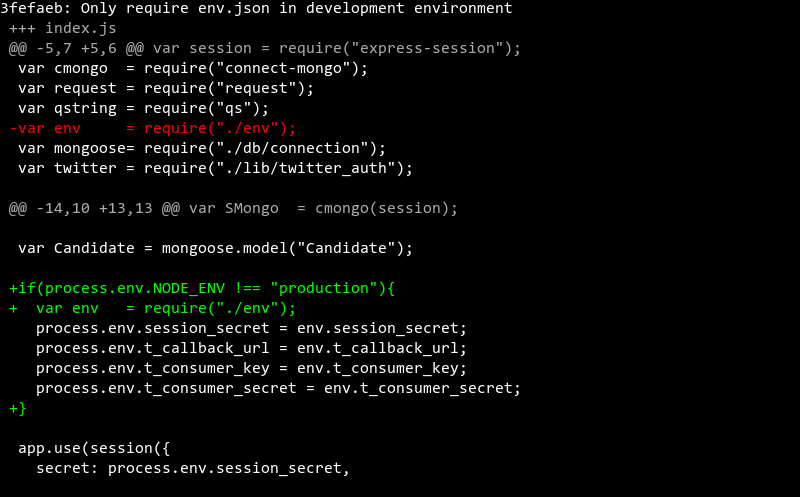 3fefaeb: Only require env.json in development environment
+++ index.js
@@ -5,7 +5,6 @@ var session = require("express-session");
 var cmongo  = require("connect-mongo");
 var request = require("request");
 var qstring = require("qs");
-var env     = require("./env");
 var mongoose= require("./db/connection");
 var twitter = require("./lib/twitter_auth");

@@ -14,10 +13,13 @@ var SMongo  = cmongo(session);

 var Candidate = mongoose.model("Candidate");

+if(process.env.NODE_ENV !== "production"){
+  var env   = require("./env");
   process.env.session_secret = env.session_secret;
   process.env.t_callback_url = env.t_callback_url;
   process.env.t_consumer_key = env.t_consumer_key;
   process.env.t_consumer_secret = env.t_consumer_secret;
+}

 app.use(session({
   secret: process.env.session_secret,